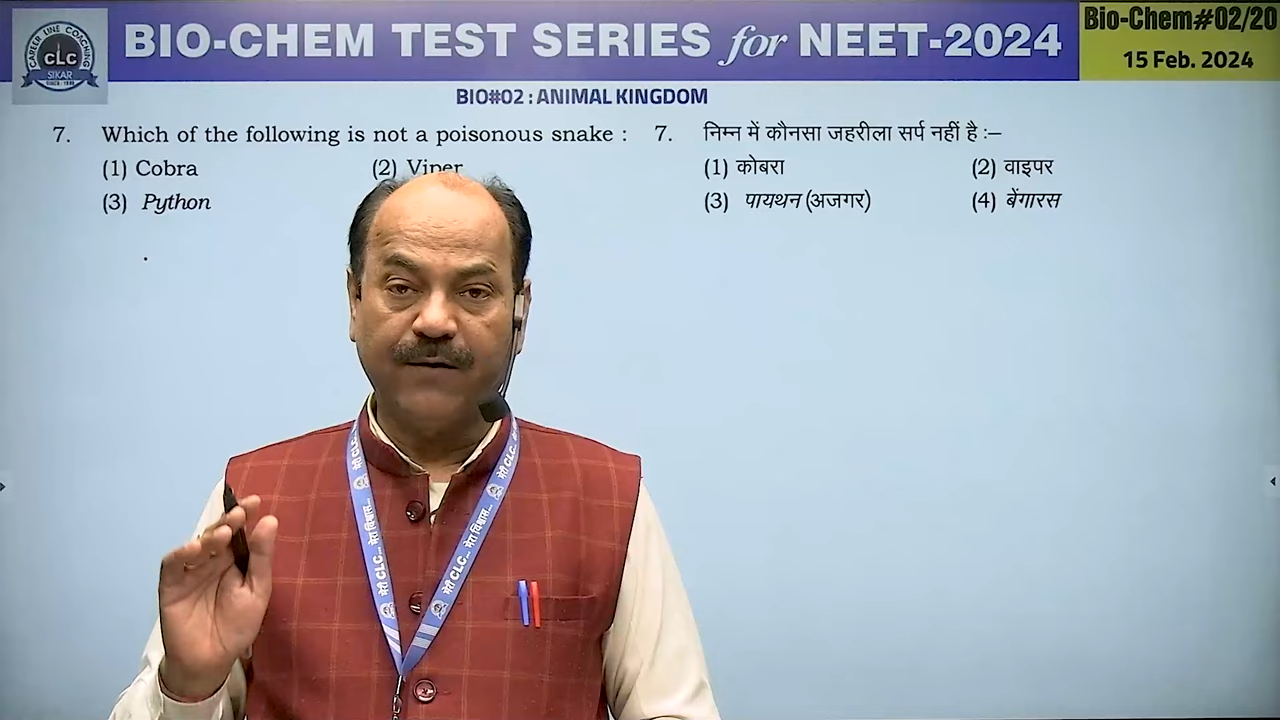 CAREER LINE COACHING
CLC
SIKAR
BIO-CHEM TEST SERIES for NEET-2024
Bio-Chem#02/20
15 Feb. 2024
BIO#02 : ANIMAL KINGDOM
7. Which of the following is not a poisonous snake :
(1) Cobra (2) Viper
(3) Python
7. निम्न में कौनसा जहरीला सर्प नहीं है :–
(1) कोबरा (2) वाइपर
(3) पायथन (अजगर) (4) बेंगारस
मेरी CLC... मेरा विश्वास...
मेरी CLC... मेरा विश्वास...